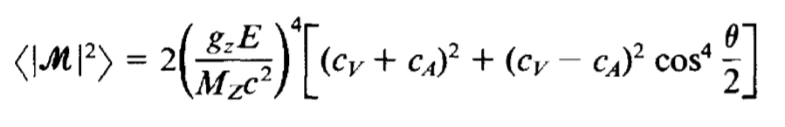 ⟨|ℳ|²⟩ = 2(g_z E / M_Z c²)⁴ [(c_V + c_A)² + (c_V − c_A)² cos⁴ θ/2]